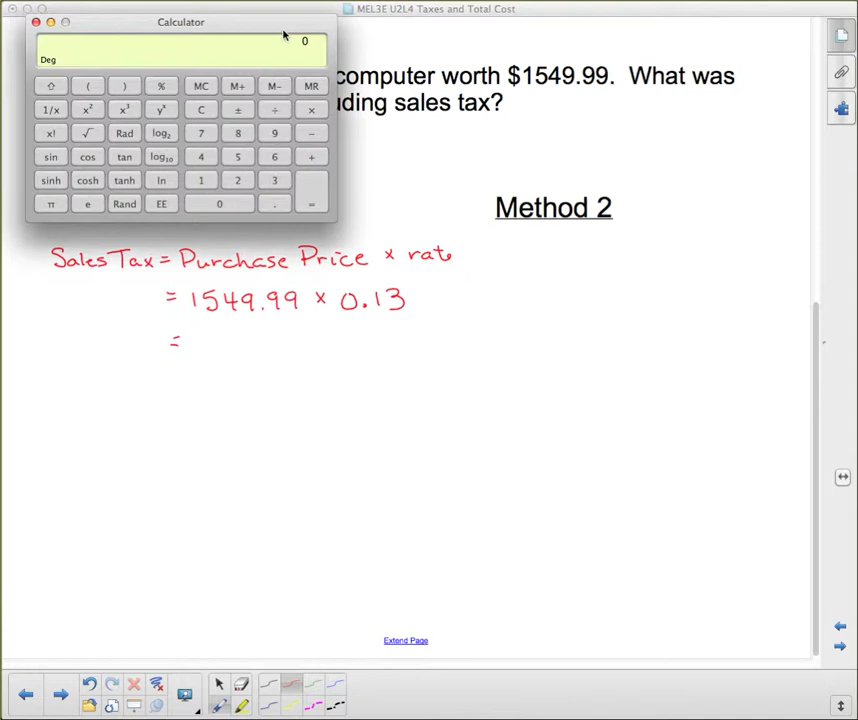 MEL3E U2L4 Taxes and Total Cost
Calculator
0
Deg
( ) % MC M+ M− MR
1/x x² x³ yˣ C ± ÷ ×
x! √ Rad log₂ 7 8 9 −
sin cos tan log₁₀ 4 5 6 +
sinh cosh tanh ln 1 2 3
π e Rand EE 0 . =
computer worth $1549.99. What was
uding sales tax?
Method 2
Sales Tax = Purchase Price × rate
= 1549.99 × 0.13
=
Extend Page